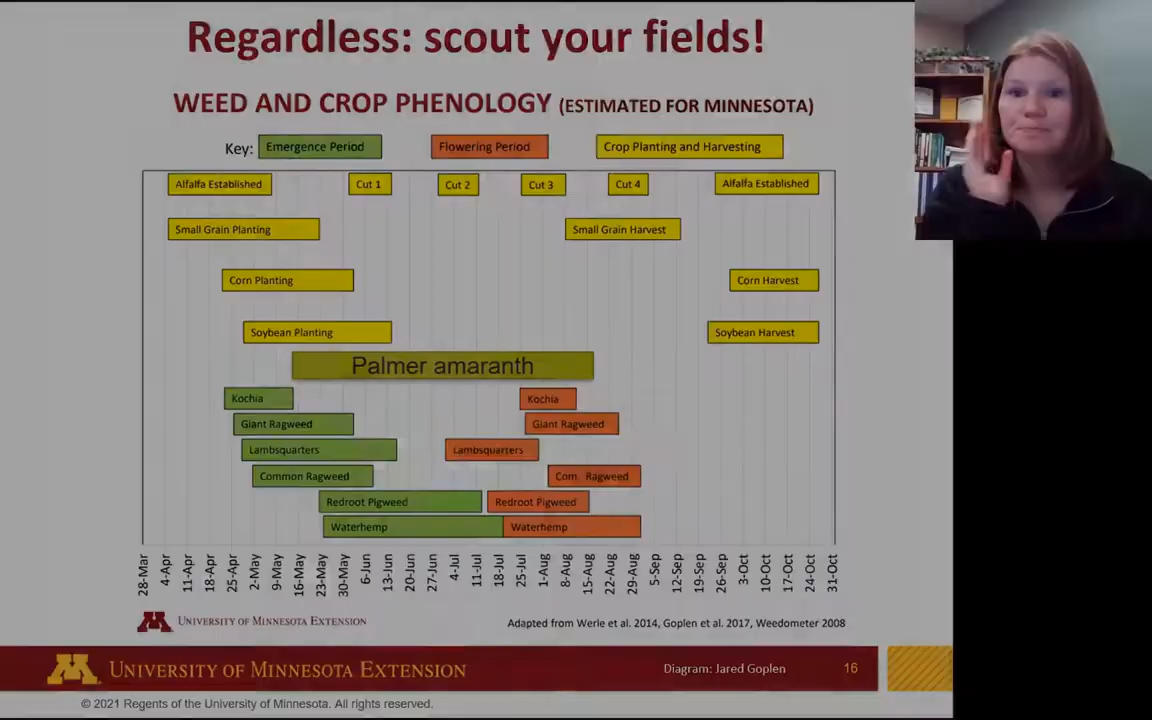 Regardless: scout your fields!
WEED AND CROP PHENOLOGY (ESTIMATED FOR MINNESOTA)
Key: Emergence Period Flowering Period Crop Planting and Harvesting
Alfalfa Established Cut 1 Cut 2 Cut 3 Cut 4 Alfalfa Established
Small Grain Planting Small Grain Harvest
Corn Planting Corn Harvest
Soybean Planting Soybean Harvest
Palmer amaranth
Kochia Kochia
Giant Ragweed Giant Ragweed
Lambsquarters Lambsquarters
Common Ragweed Com. Ragweed
Redroot Pigweed Redroot Pigweed
Waterhemp Waterhemp
28-Mar 4-Apr 11-Apr 18-Apr 25-Apr 2-May 9-May 16-May 23-May 30-May 6-Jun 13-Jun 20-Jun 27-Jun 4-Jul 11-Jul 18-Jul 25-Jul 1-Aug 8-Aug 15-Aug 22-Aug 29-Aug 5-Sep 12-Sep 19-Sep 26-Sep 3-Oct 10-Oct 17-Oct 24-Oct 31-Oct
UNIVERSITY OF MINNESOTA EXTENSION
Adapted from Werle et al. 2014, Goplen et al. 2017, Weedometer 2008
UNIVERSITY OF MINNESOTA EXTENSION
Diagram: Jared Goplen
16
© 2021 Regents of the University of Minnesota. All rights reserved.